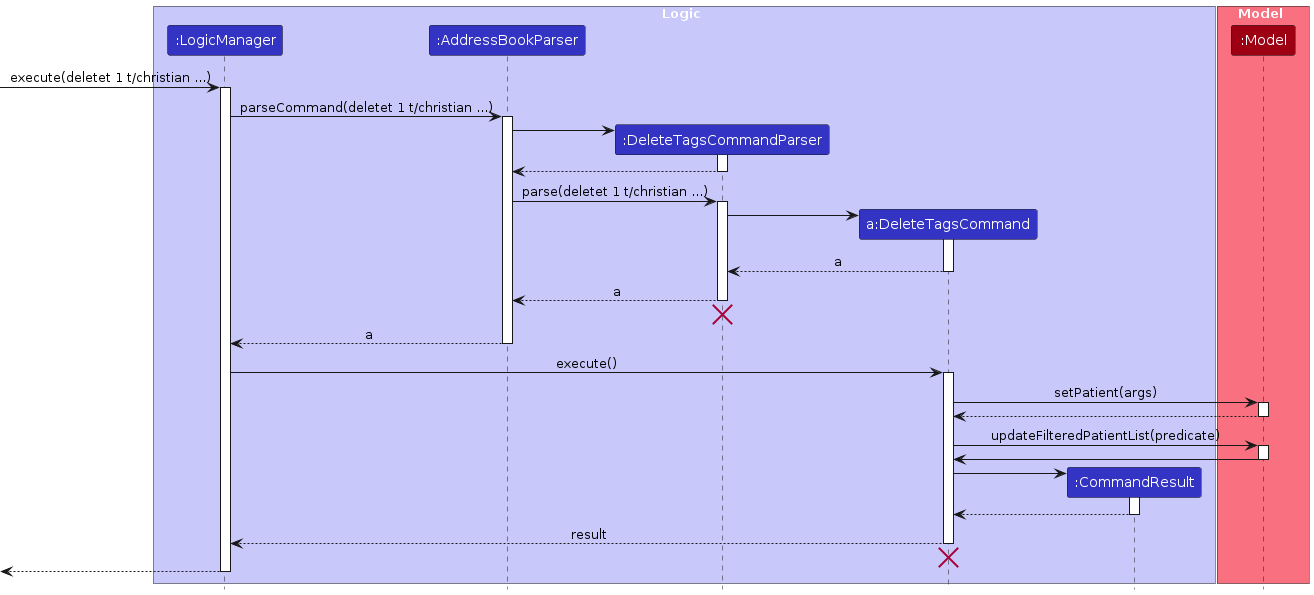 Logic
Model
:LogicManager
:AddressBookParser
:Model
execute(deletet 1 t/christian ...)
parseCommand(deletet 1 t/christian ...)
:DeleteTagsCommandParser
parse(deletet 1 t/christian ...)
a:DeleteTagsCommand
a
a
a
execute()
setPatient(args)
updateFilteredPatientList(predicate)
:CommandResult
result